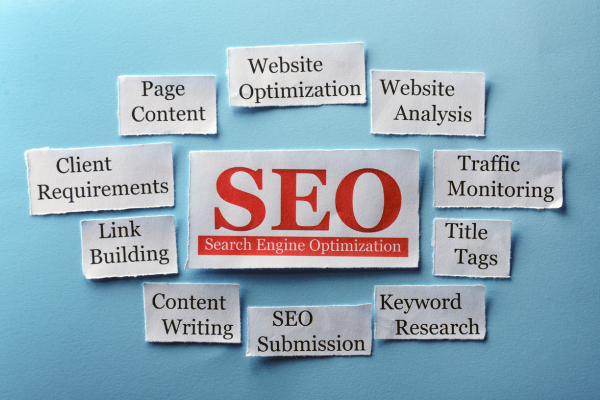 Website
Optimization
Page
Content
Website
Analysis
Client
Requirements
SEO
Search Engine Optimization
Traffic
Monitoring
Link
Building
Title
Tags
Content
Writing
SEO
Submission
Keyword
Research